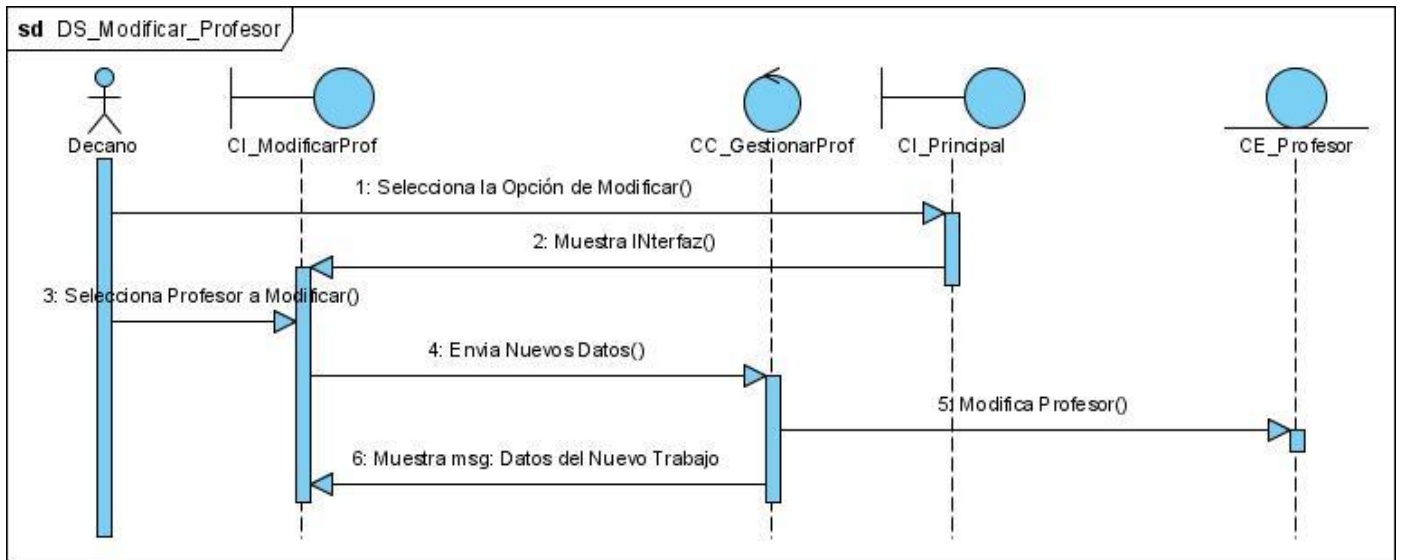 sd DS_Modificar_Profesor
Decano
CI_ModificarProf
CC_GestionarProf
CI_Principal
CE_Profesor
1: Selecciona la Opción de Modificar()
2: Muestra INterfaz()
3: Selecciona Profesor a Modificar()
4: Envia Nuevos Datos()
5: Modifica Profesor()
6: Muestra msg: Datos del Nuevo Trabajo